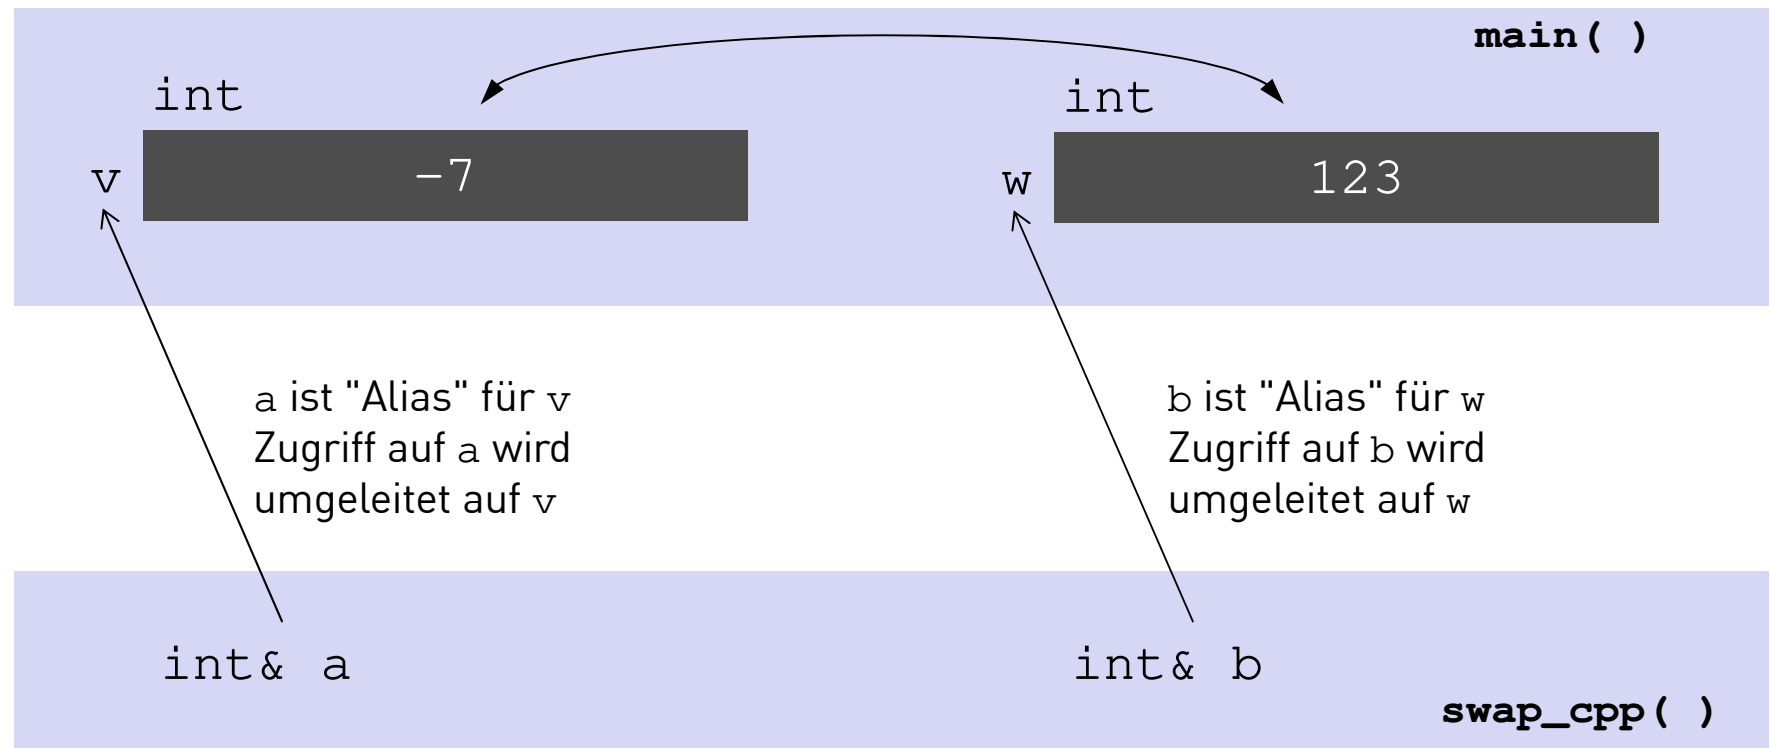 main( )
int
int
v
-7
w
123
a ist "Alias" für v
Zugriff auf a wird
umgeleitet auf v
b ist "Alias" für w
Zugriff auf b wird
umgeleitet auf w
int& a
int& b
swap_cpp( )